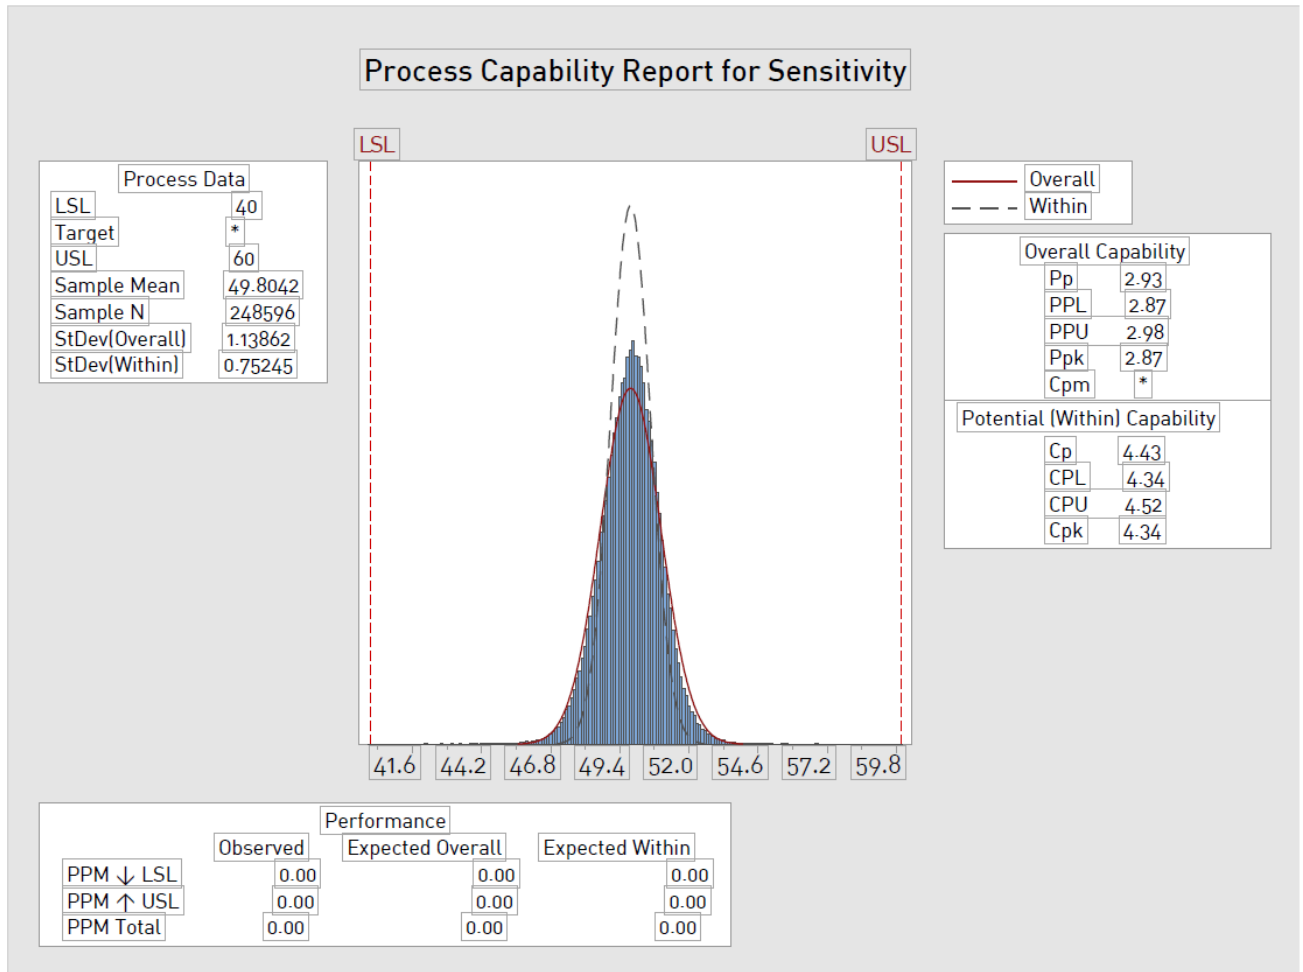 Process Capability Report for Sensitivity
LSL
USL
Process Data
LSL 40
Target *
USL 60
Sample Mean 49.8042
Sample N 248596
StDev(Overall) 1.13862
StDev(Within) 0.75245
Overall
Within
Overall Capability
Pp 2.93
PPL 2.87
PPU 2.98
Ppk 2.87
Cpm *
Potential (Within) Capability
Cp 4.43
CPL 4.34
CPU 4.52
Cpk 4.34
41.6 44.2 46.8 49.4 52.0 54.6 57.2 59.8
Performance
Observed Expected Overall Expected Within
PPM ↓ LSL 0.00 0.00 0.00
PPM ↑ USL 0.00 0.00 0.00
PPM Total 0.00 0.00 0.00